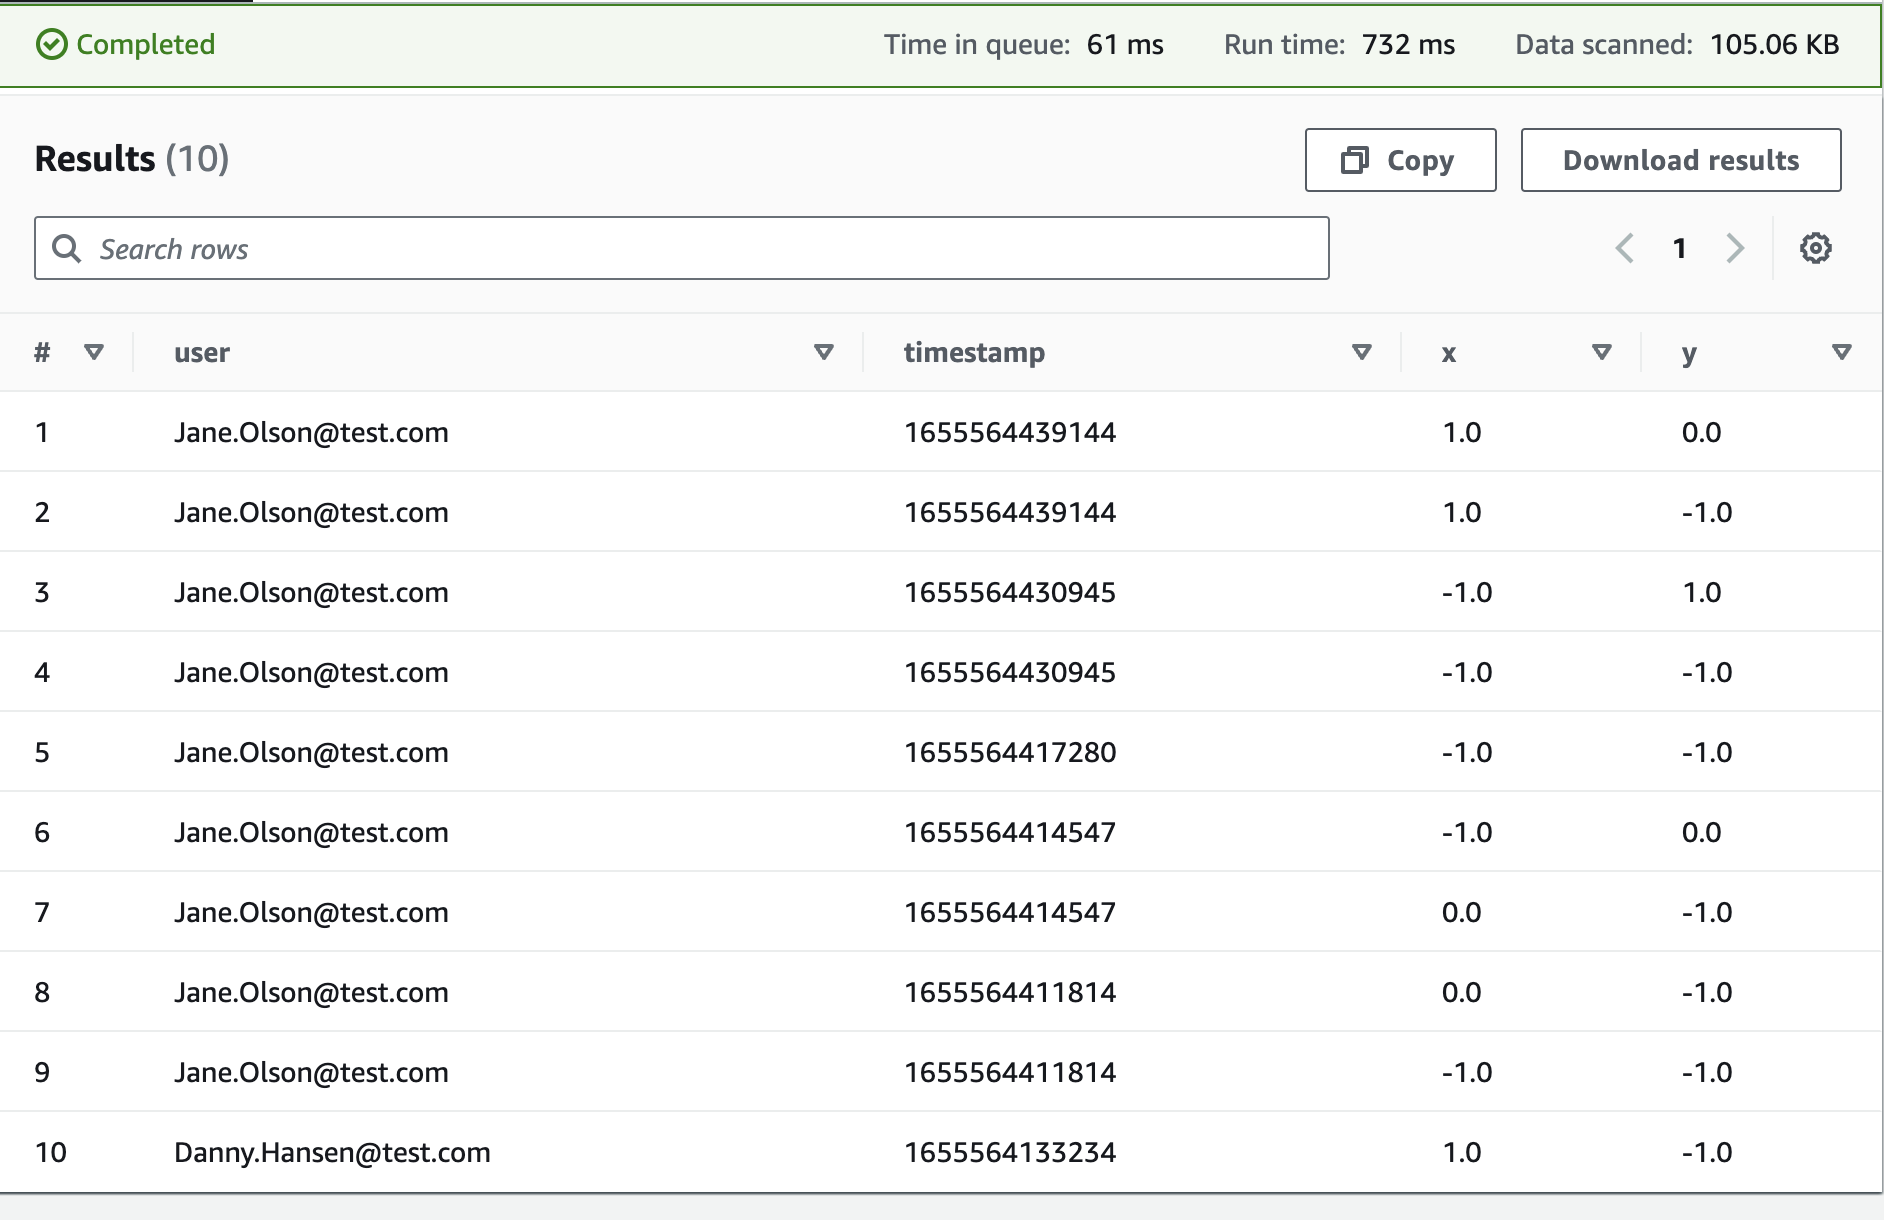 Completed Time in queue: 61 ms Run time: 732 ms Data scanned: 105.06 KB
Results (10) Copy Download results
Search rows 1
# user timestamp x y
1 Jane.Olson@test.com 1655564439144 1.0 0.0
2 Jane.Olson@test.com 1655564439144 1.0 -1.0
3 Jane.Olson@test.com 1655564430945 -1.0 1.0
4 Jane.Olson@test.com 1655564430945 -1.0 -1.0
5 Jane.Olson@test.com 1655564417280 -1.0 -1.0
6 Jane.Olson@test.com 1655564414547 -1.0 0.0
7 Jane.Olson@test.com 1655564414547 0.0 -1.0
8 Jane.Olson@test.com 1655564411814 0.0 -1.0
9 Jane.Olson@test.com 1655564411814 -1.0 -1.0
10 Danny.Hansen@test.com 1655564133234 1.0 -1.0